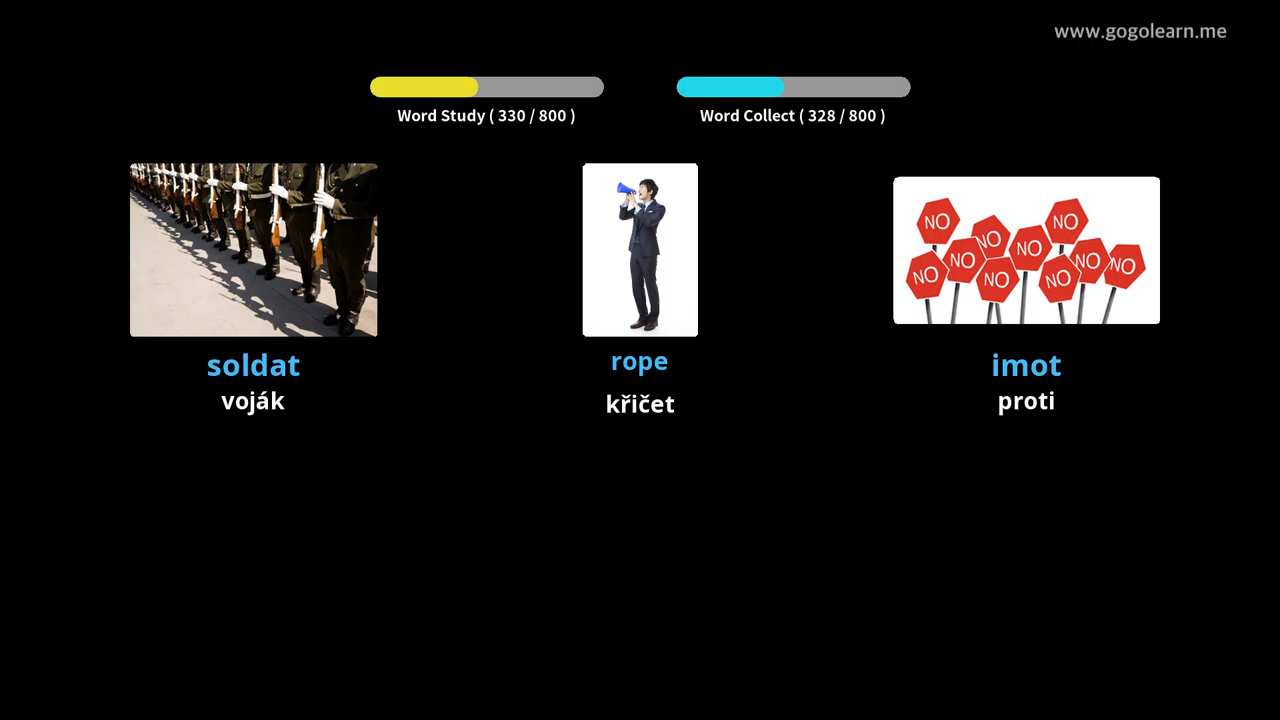 www.gogolearn.me
Word Study ( 330 / 800 )
Word Collect ( 328 / 800 )
NO
NO
NO
NO
NO
NO
NO
NO
NO
NO
soldat
voják
rope
křičet
imot
proti